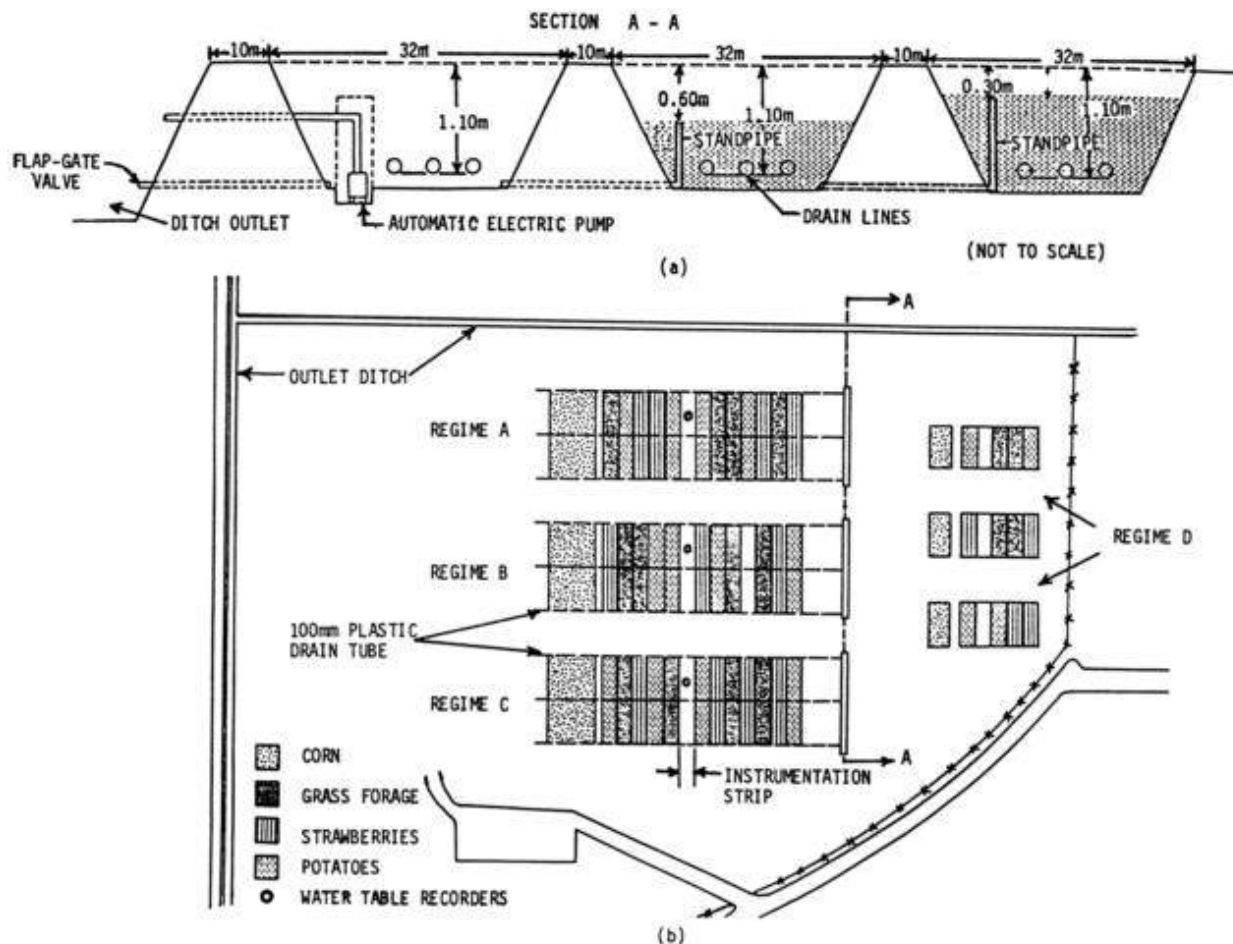 SECTION A - A
10m 32m 10m 32m 10m 32m
0.30m
0.60m
1.10m 1.10m 1.10m
STANDPIPE STANDPIPE
FLAP-GATE
VALVE
DITCH OUTLET
AUTOMATIC ELECTRIC PUMP
DRAIN LINES
(NOT TO SCALE)
(a)
A
OUTLET DITCH
REGIME A
REGIME B
REGIME D
100mm PLASTIC
DRAIN TUBE
REGIME C
A
INSTRUMENTATION
STRIP
CORN
GRASS FORAGE
STRAWBERRIES
POTATOES
WATER TABLE RECORDERS
(b)